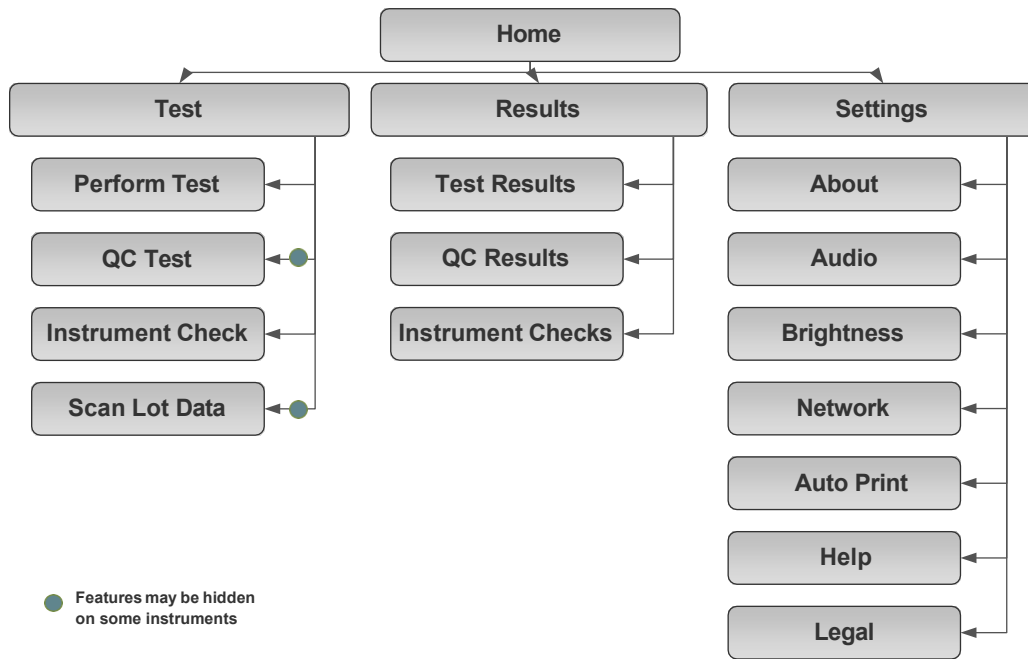 Home
Test
Results
Settings
Perform Test
Test Results
About
QC Test
QC Results
Audio
Instrument Check
Instrument Checks
Brightness
Scan Lot Data
Network
Auto Print
Help
Legal
Features may be hidden
on some instruments